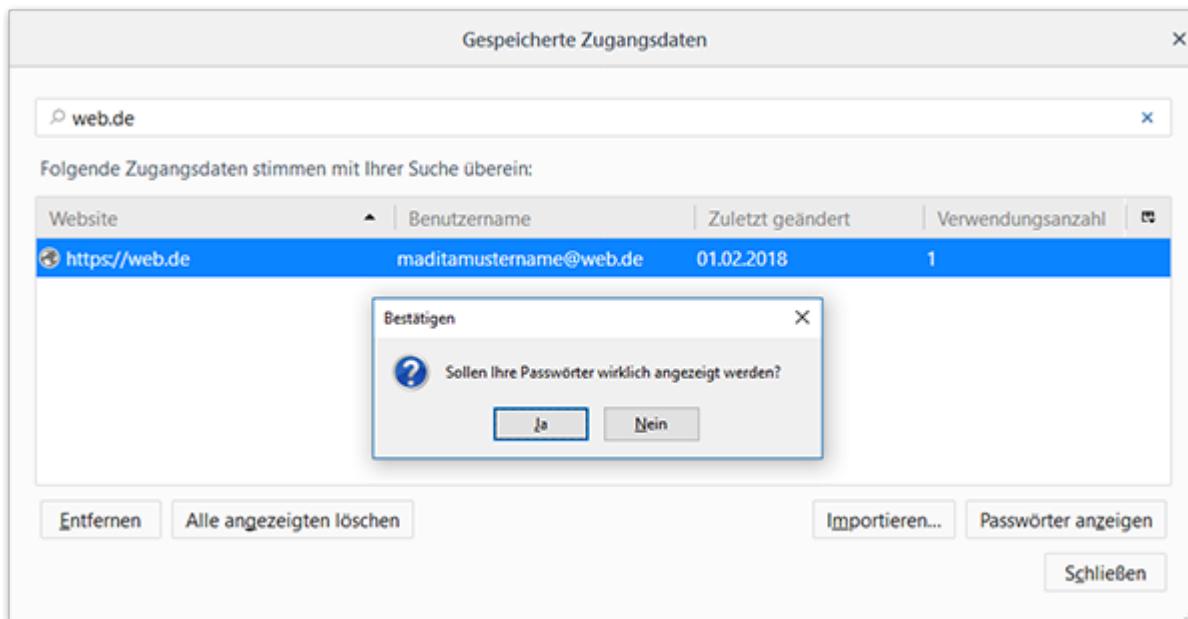 Gespeicherte Zugangsdaten
web.de
Folgende Zugangsdaten stimmen mit Ihrer Suche überein:
Website Benutzername Zuletzt geändert Verwendungsanzahl
https://web.de maditamustername@web.de 01.02.2018 1
Bestätigen
Sollen Ihre Passwörter wirklich angezeigt werden?
Ja Nein
Entfernen Alle angezeigten löschen Importieren... Passwörter anzeigen
Schließen